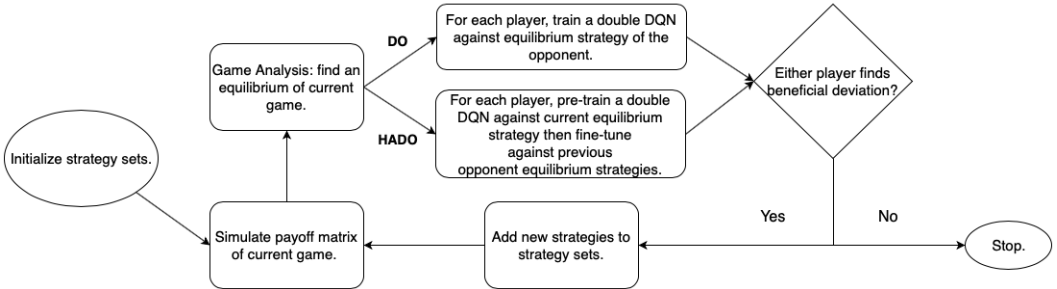 Initialize strategy sets.
Simulate payoff matrix
of current game.
Game Analysis: find an
equilibrium of current
game.
DO
For each player, train a double DQN
against equilibrium strategy of the
opponent.
HADO
For each player, pre-train a double
DQN against current equilibrium
strategy then fine-tune
against previous
opponent equilibrium strategies.
Either player finds
beneficial deviation?
Yes
No
Add new strategies to
strategy sets.
Stop.